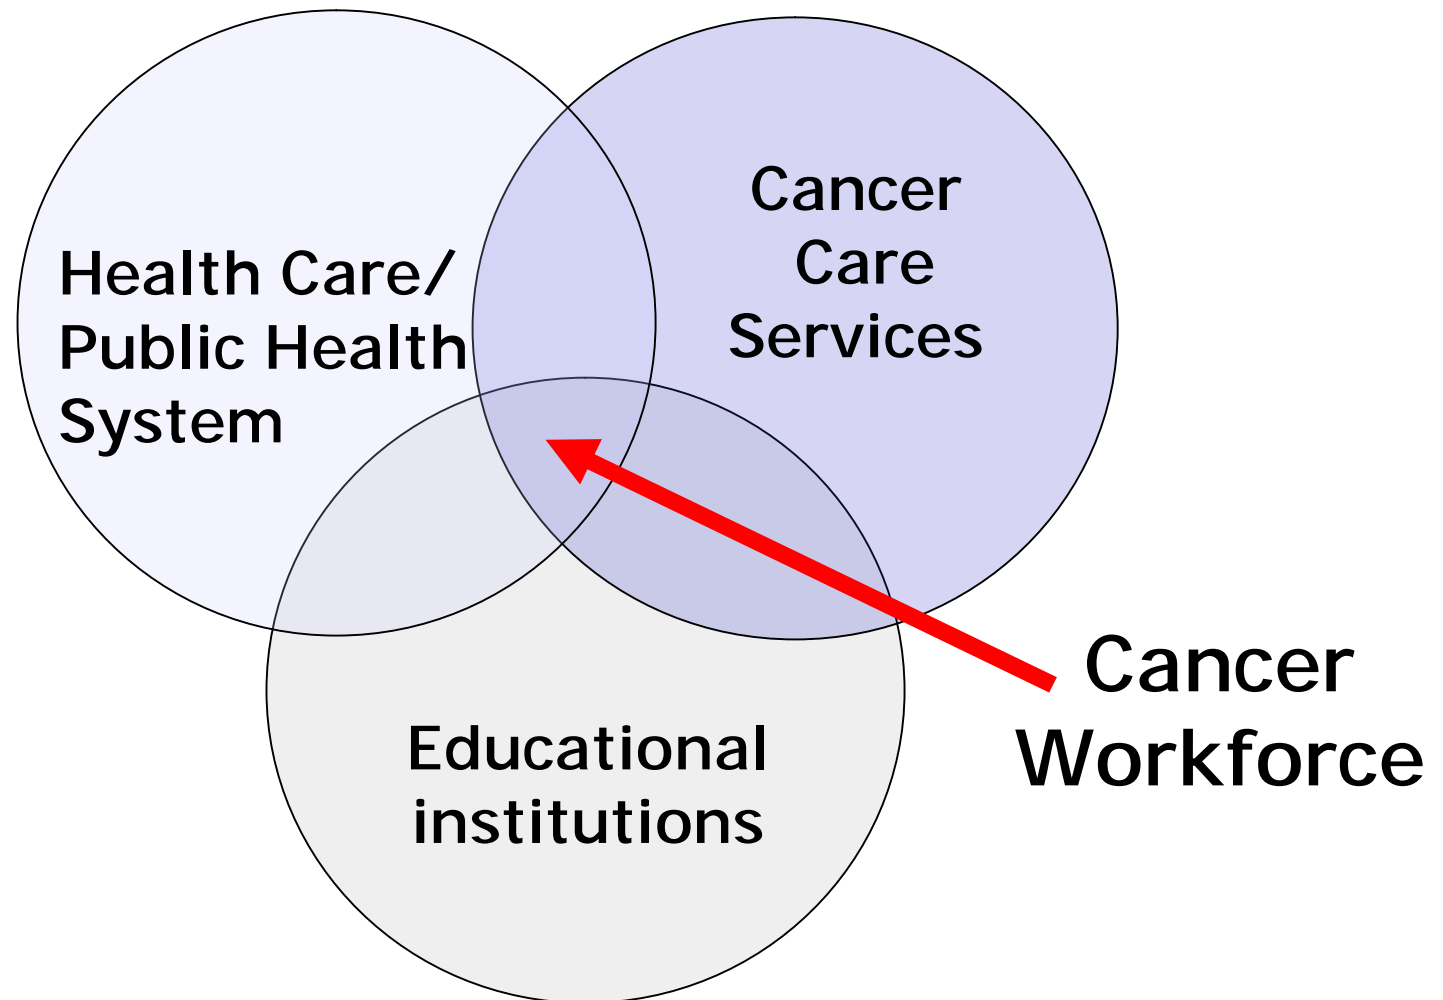 Health Care/
Public Health
System
Cancer
Care
Services
Educational
institutions
Cancer
Workforce